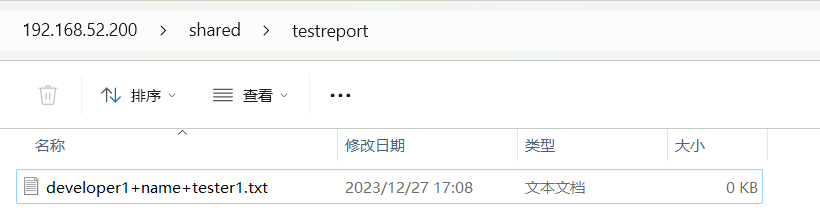 192.168.52.200 > shared > testreport
排序 查看 •••
名称 修改日期 类型 大小
developer1+name+tester1.txt 2023/12/27 17:08 文本文档 0 KB